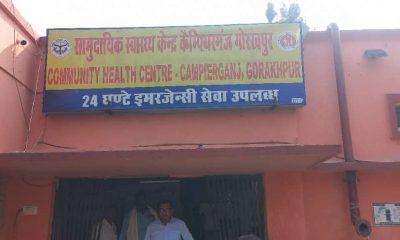 सामुदायिक स्वास्थ्य केन्द्र कैम्पियरगंज गोरखपुर
COMMUNITY HEALTH CENTRE - CAMPIERGANJ, GORAKHPUR
24 घण्टे इमरजेन्सी सेवा उपलब्ध